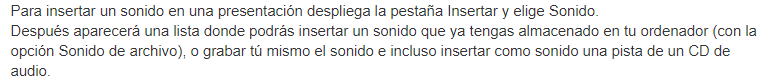 Para insertar un sonido en una presentación despliega la pestaña Insertar y elige Sonido.
Después aparecerá una lista donde podrás insertar un sonido que ya tengas almacenado en tu ordenador (con la
opción Sonido de archivo), o grabar tú mismo el sonido e incluso insertar como sonido una pista de un CD de
audio.